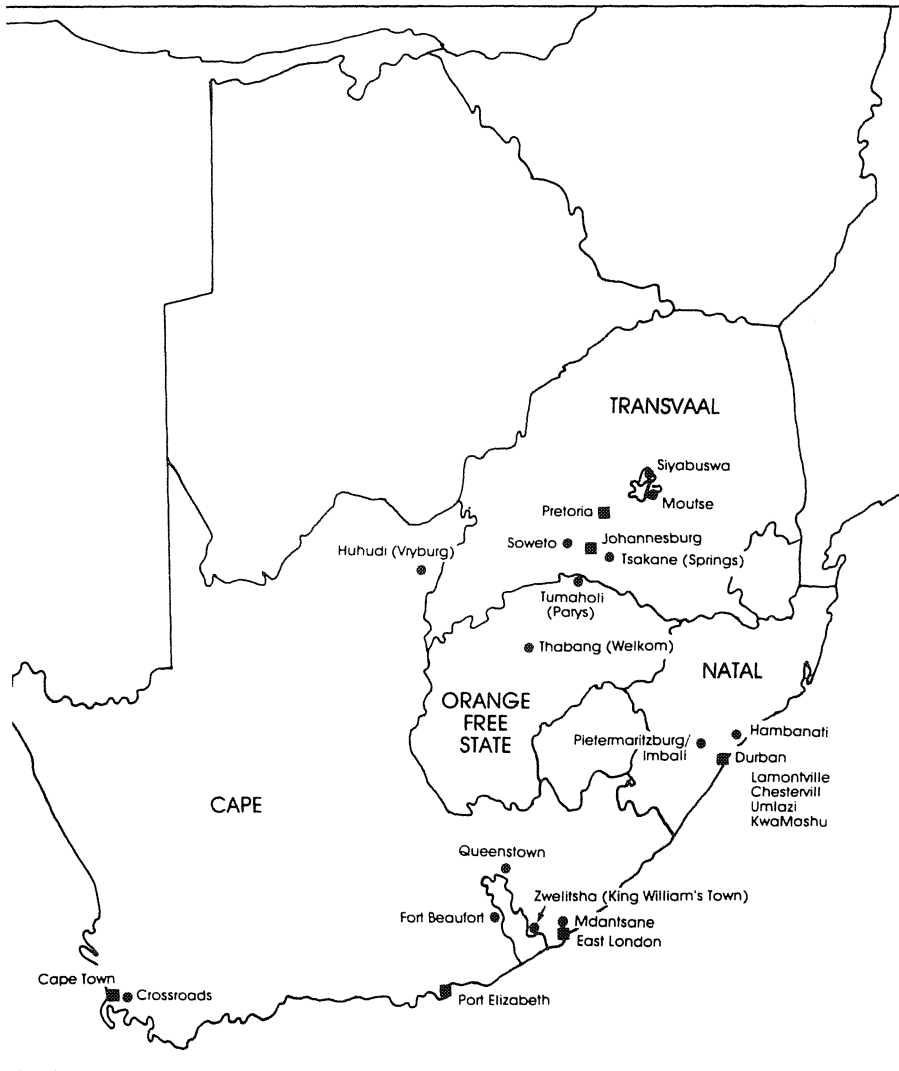 TRANSVAAL
Siyabuswa
Moutse
Pretoria
Johannesburg
Soweto
Tsakane (Springs)
Huhudi (Vryburg)
Tumaholi
(Parys)
Thabang (Welkom)
NATAL
ORANGE
FREE
STATE
Hambanati
Pietermaritzburg/
Imbali
Durban
Lamontville
Chestervill
Umlazi
KwaMashu
CAPE
Queenstown
Zwelitsha (King William's Town)
Fort Beaufort
Mdantsane
East London
Cape Town
Crossroads
Port Elizabeth